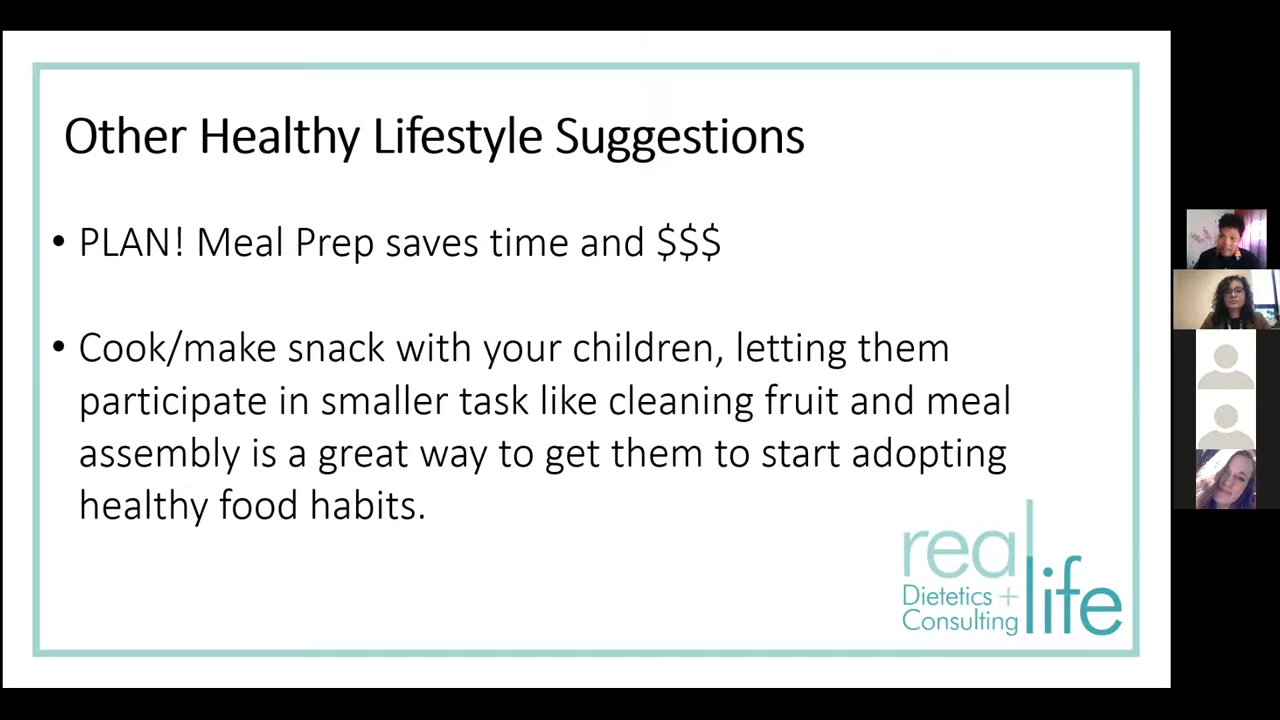 Other Healthy Lifestyle Suggestions
• PLAN! Meal Prep saves time and $$$
• Cook/make snack with your children, letting them
participate in smaller task like cleaning fruit and meal
assembly is a great way to get them to start adopting
healthy food habits.
real
life
Dietetics +
Consulting